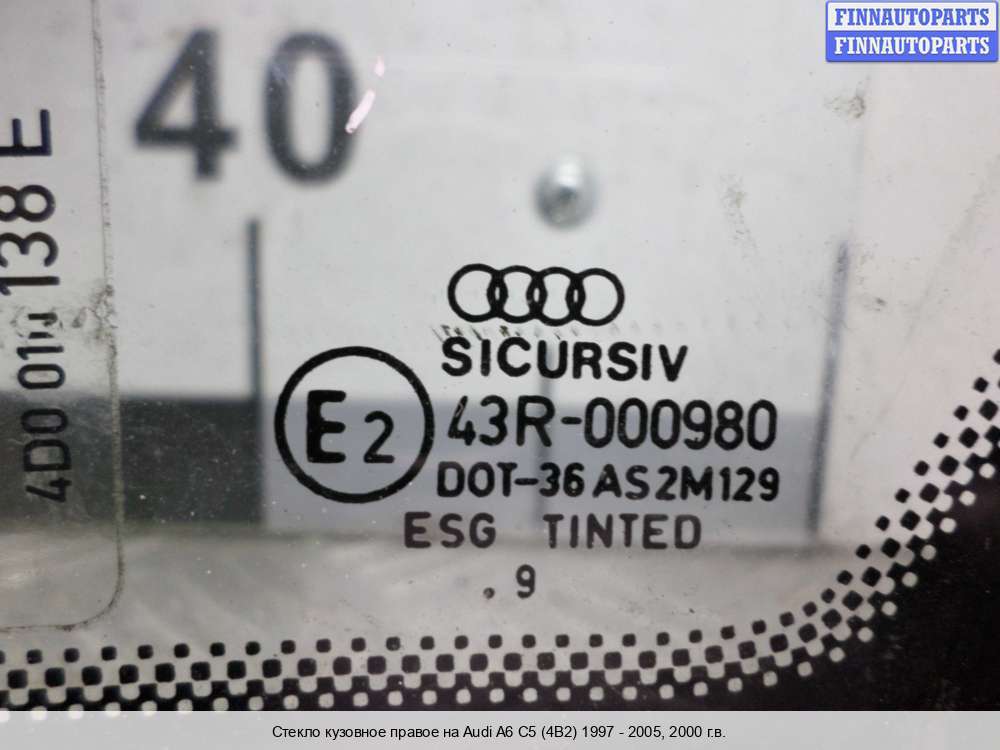 FINNAUTOPARTS
FINNAUTOPARTS
40
4D0 010 138 E
SICURSIV
E2
43R-000980
DOT-36 AS2M129
ESG TINTED
. 9
Стекло кузовное правое на Audi A6 C5 (4B2) 1997 - 2005, 2000 г.в.